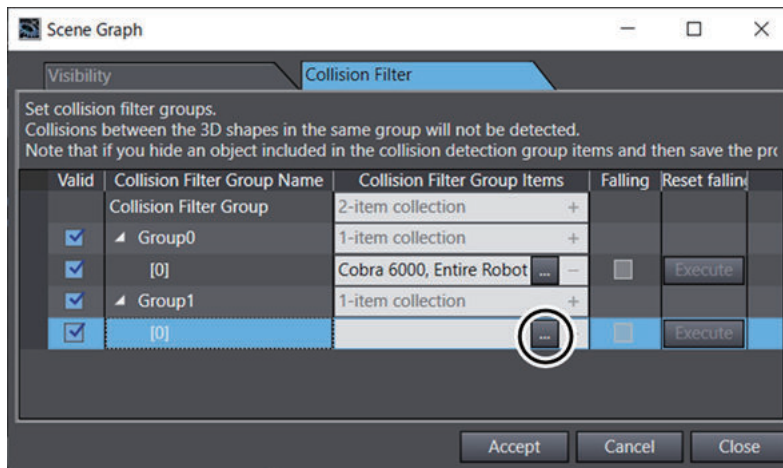 Scene Graph
Visibility
Collision Filter
Set collision filter groups.
Collisions between the 3D shapes in the same group will not be detected.
Note that if you hide an object included in the collision detection group items and then save the pro
Valid Collision Filter Group Name Collision Filter Group Items Falling Reset falling
Collision Filter Group 2-item collection +
Group0 1-item collection +
[0] Cobra 6000, Entire Robot ... − Execute
Group1 1-item collection +
[0] ... Execute
Accept Cancel Close